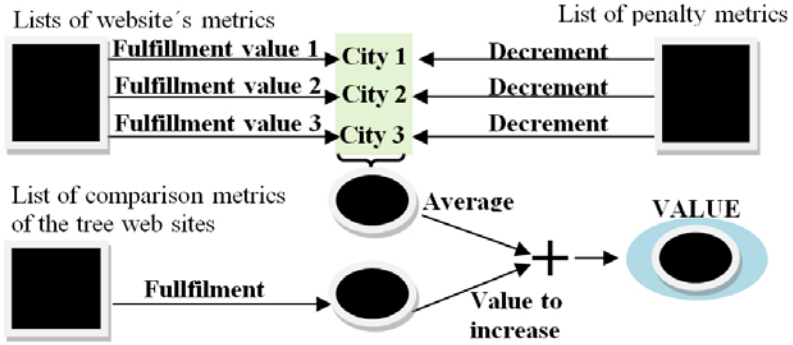 Lists of website´s metrics
List of penalty metrics
Fulfillment value 1
City 1
Decrement
Fulfillment value 2
City 2
Decrement
Fulfillment value 3
City 3
Decrement
List of comparison metrics
of the tree web sites
Average
VALUE
+
Fullfilment
Value to
increase